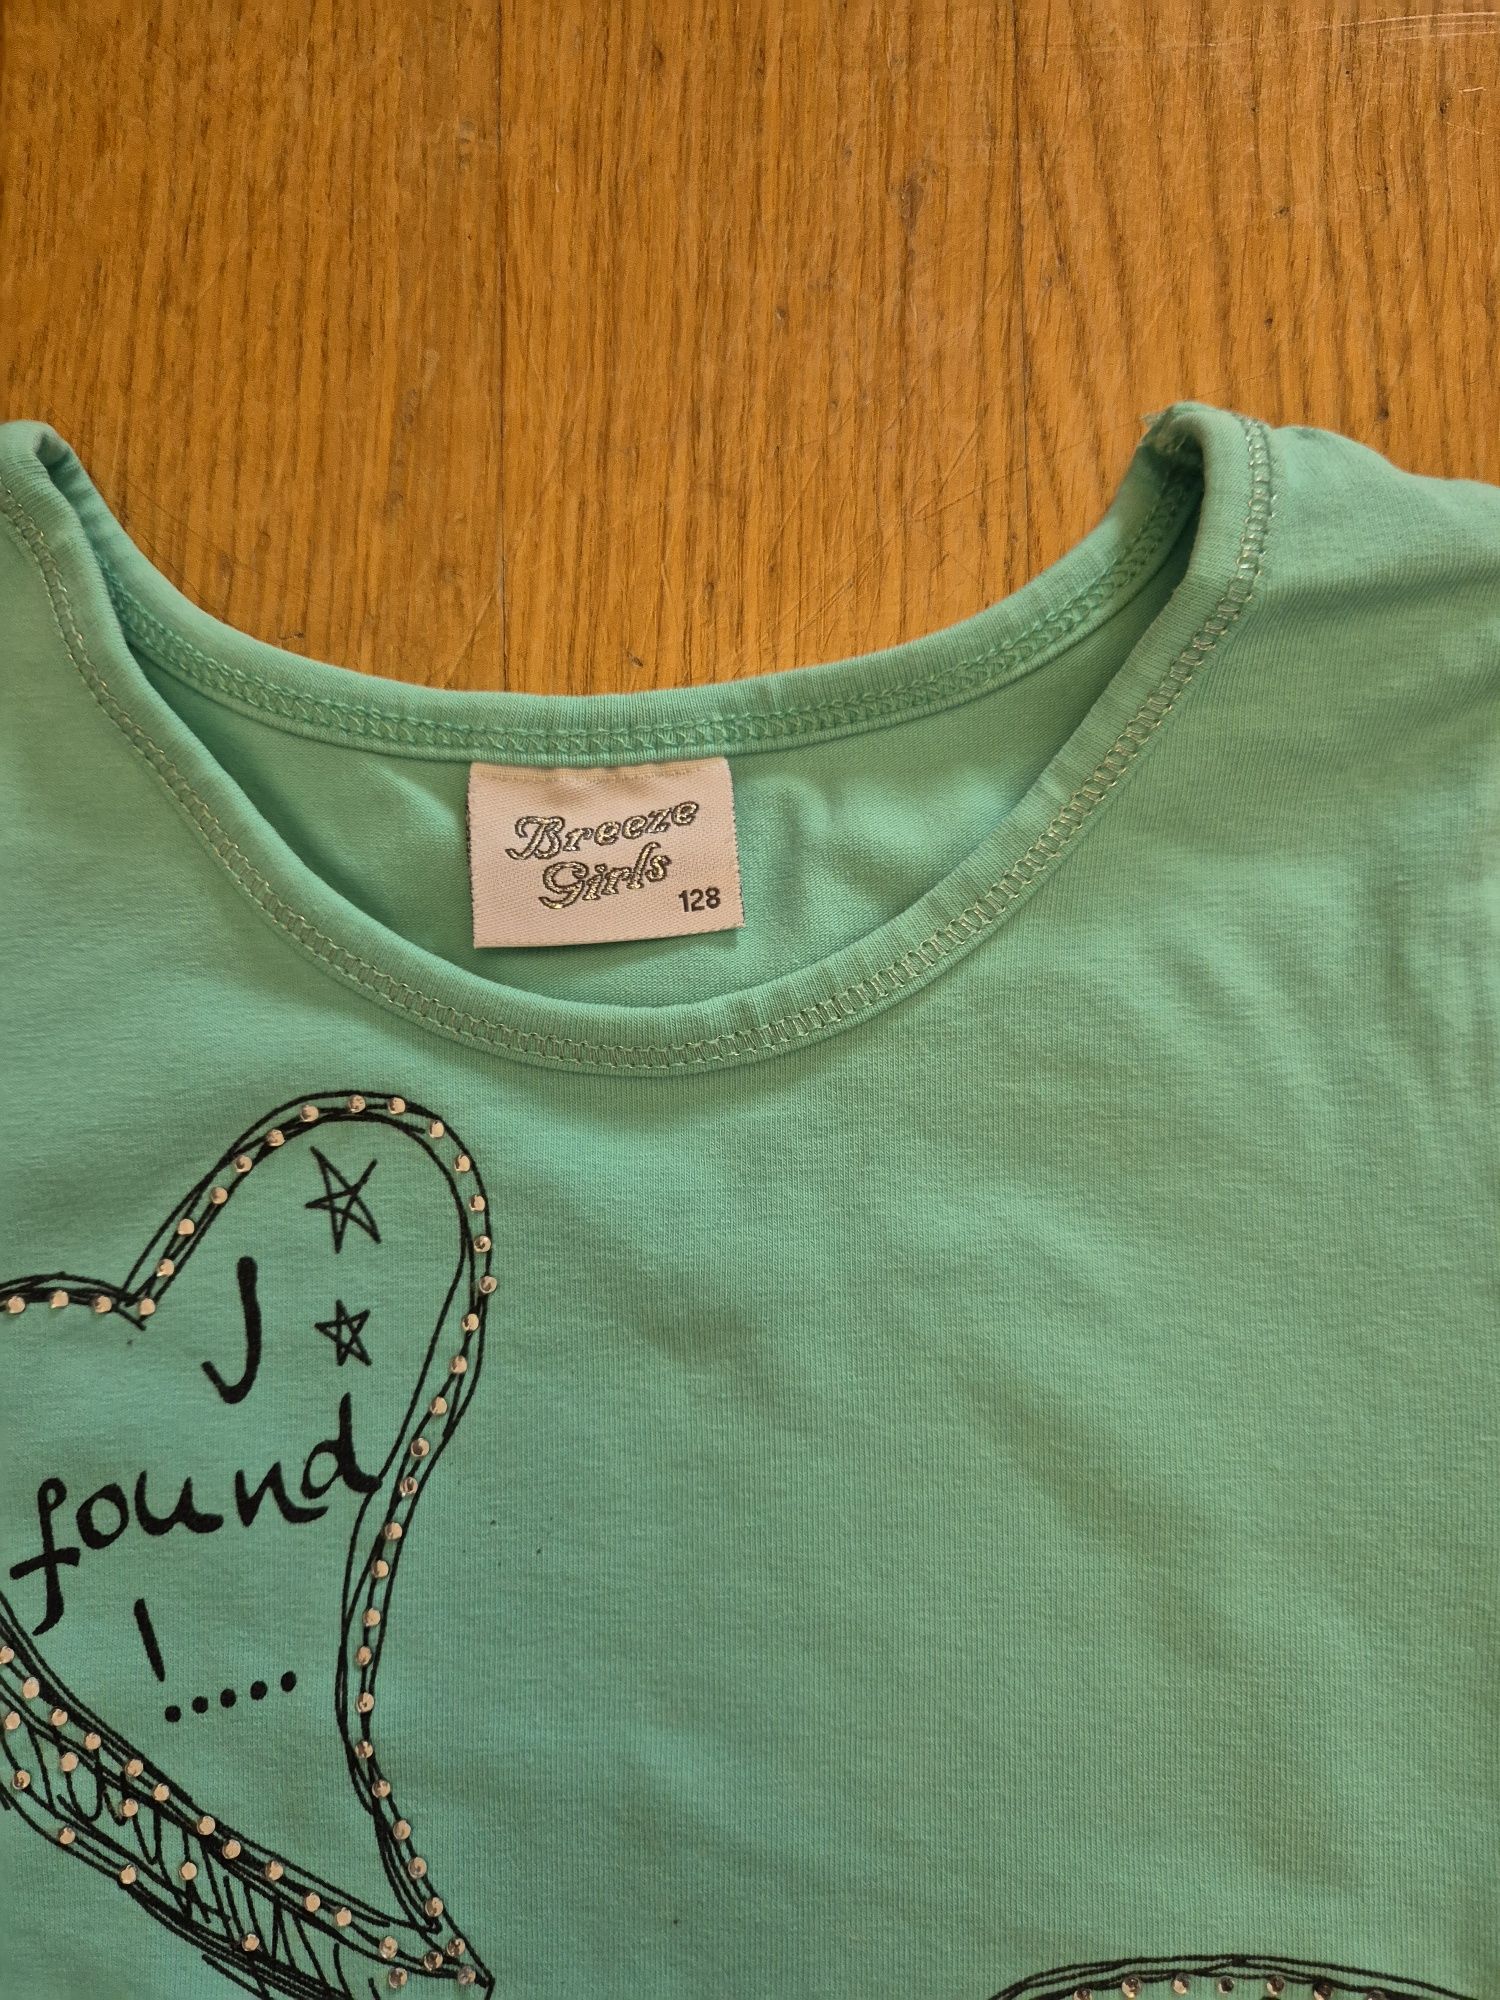 Breeze
Girls
128
J
found
!.....